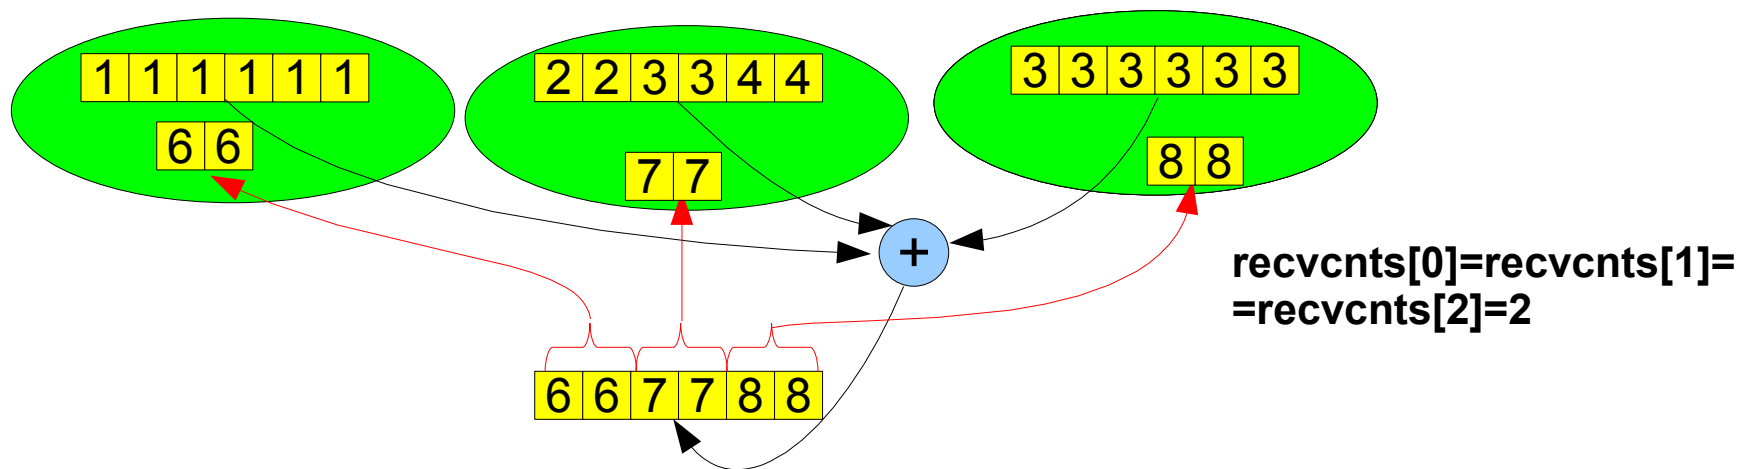 1 1 1 1 1 1
2 2 3 3 4 4
3 3 3 3 3 3
6 6
7 7
8 8
+
recvcnts[0]=recvcnts[1]=
=recvcnts[2]=2
6 6 7 7 8 8